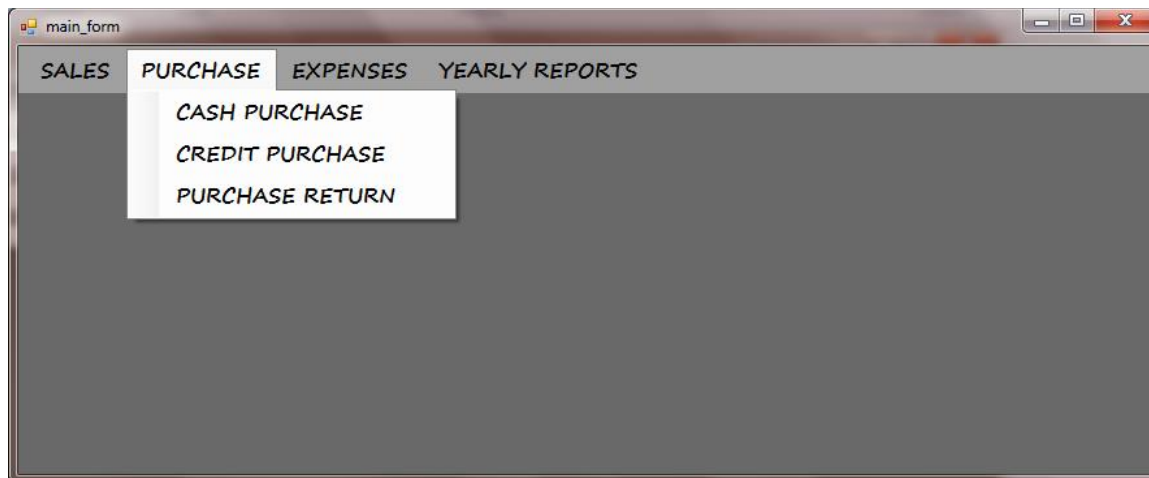 main_form
SALES PURCHASE EXPENSES YEARLY REPORTS
CASH PURCHASE
CREDIT PURCHASE
PURCHASE RETURN